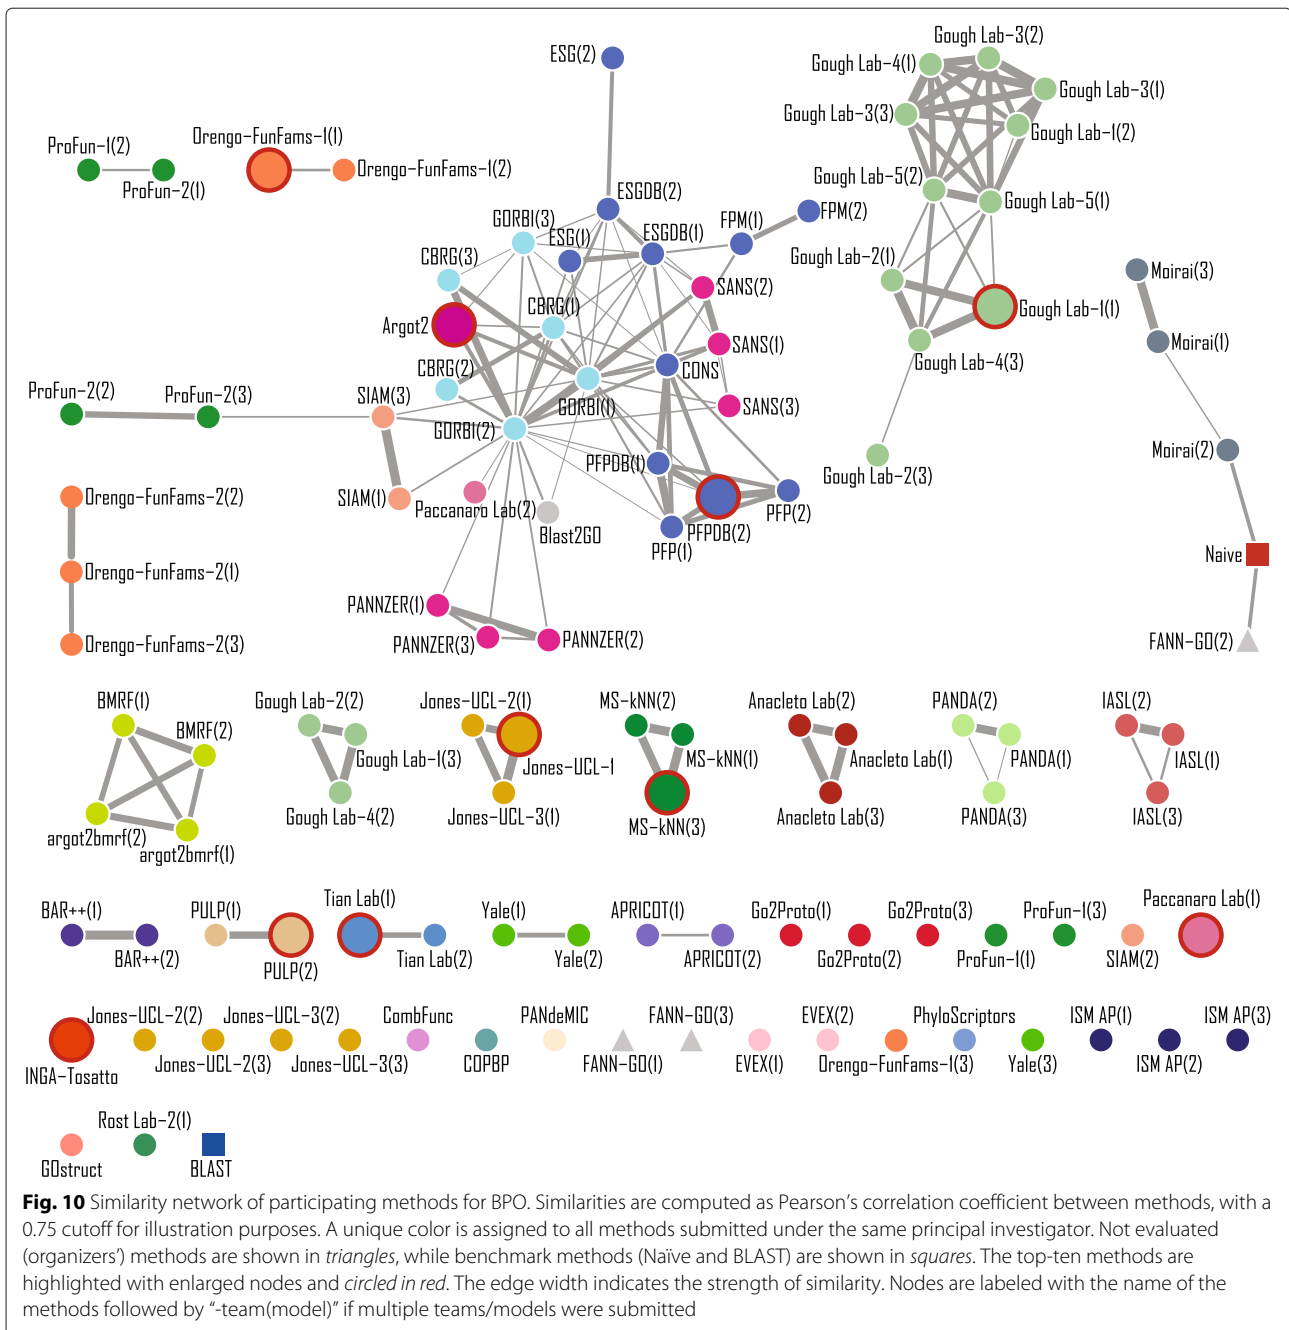 ESG(2)
Gough Lab-3(2)
Gough Lab-4(1)
Gough Lab-3(1)
Gough Lab-3(3)
Gough Lab-1(2)
ProFun-1(2)
Orengo-FunFams-1(1)
Orengo-FunFams-1(2)
ProFun-2(1)
ESGDB(2)
Gough Lab-5(2)
Gough Lab-5(1)
GORBI(3)
ESG(1)
ESGDB(1)
FPM(1)
FPM(2)
CBRG(3)
Gough Lab-2(1)
Moirai(3)
SANS(2)
CBRG(1)
Argot2
Gough Lab-1(1)
SANS(1)
Moirai(1)
CBRG(2)
CONS
Gough Lab-4(3)
ProFun-2(2)
ProFun-2(3)
SIAM(3)
GORBI(1)
SANS(3)
GORBI(2)
Moirai(2)
PFPDB(1)
Gough Lab-2(3)
Orengo-FunFams-2(2)
SIAM(1)
Paccanaro Lab(2)
Blast2GO
PFPDB(2)
PFP(2)
PFP(1)
Naive
Orengo-FunFams-2(1)
PANNZER(1)
PANNZER(3)
PANNZER(2)
Orengo-FunFams-2(3)
FANN-GO(2)
BMRF(1)
BMRF(2)
argot2bmrf(2)
argot2bmrf(1)
Gough Lab-2(2)
Gough Lab-1(3)
Gough Lab-4(2)
Jones-UCL-2(1)
Jones-UCL-1
Jones-UCL-3(1)
MS-kNN(2)
MS-kNN(1)
MS-kNN(3)
Anacleto Lab(2)
Anacleto Lab(1)
Anacleto Lab(3)
PANDA(2)
PANDA(1)
PANDA(3)
IASL(2)
IASL(1)
IASL(3)
BAR++(1)
BAR++(2)
PULP(1)
PULP(2)
Tian Lab(1)
Tian Lab(2)
Yale(1)
Yale(2)
APRICOT(1)
APRICOT(2)
Go2Proto(1)
Go2Proto(2)
Go2Proto(3)
ProFun-1(1)
ProFun-1(3)
SIAM(2)
Paccanaro Lab(1)
INGA-Tosatto
Jones-UCL-2(2)
Jones-UCL-2(3)
Jones-UCL-3(2)
Jones-UCL-3(3)
CombFunc
COPBP
PANdeMIC
FANN-GO(1)
FANN-GO(3)
EVEX(1)
EVEX(2)
Orengo-FunFams-1(3)
PhyloScriptors
Yale(3)
ISM AP(1)
ISM AP(2)
ISM AP(3)
GOstruct
Rost Lab-2(1)
BLAST
Fig. 10 Similarity network of participating methods for BPO. Similarities are computed as Pearson's correlation coefficient between methods, with a
0.75 cutoff for illustration purposes. A unique color is assigned to all methods submitted under the same principal investigator. Not evaluated
(organizers') methods are shown in triangles, while benchmark methods (Naïve and BLAST) are shown in squares. The top-ten methods are
highlighted with enlarged nodes and circled in red. The edge width indicates the strength of similarity. Nodes are labeled with the name of the
methods followed by "-team(model)" if multiple teams/models were submitted